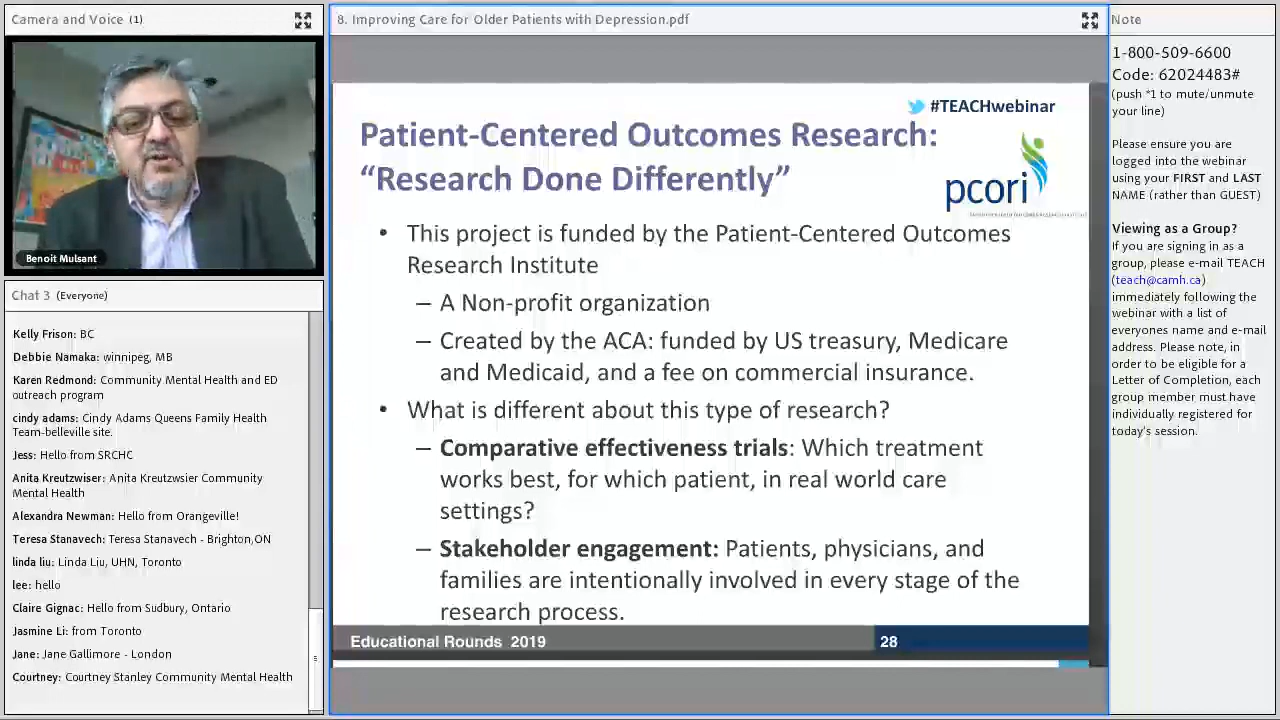 Camera and Voice (1)
Benoit Mulsant
Chat 3 (Everyone)
Kelly Frison: BC
Debbie Namaka: winnipeg, MB
Karen Redmond: Community Mental Health and ED
outreach program
cindy adams: Cindy Adams Queens Family Health
Team-belleville site.
Jess: Hello from SRCHC
Anita Kreutzwiser: Anita Kreutzwsier Community
Mental Health
Alexandra Newman: Hello from Orangeville!
Teresa Stanavech: Teresa Stanavech - Brighton,ON
linda liu: Linda Liu, UHN, Toronto
lee: hello
Claire Gignac: Hello from Sudbury, Ontario
Jasmine Li: from Toronto
Jane: Jane Gallimore - London
Courtney: Courtney Stanley Community Mental Health
8. Improving Care for Older Patients with Depression.pdf
#TEACHwebinar
Patient-Centered Outcomes Research:
“Research Done Differently”
pcori
• This project is funded by the Patient-Centered Outcomes
Research Institute
– A Non-profit organization
– Created by the ACA: funded by US treasury, Medicare
and Medicaid, and a fee on commercial insurance.
• What is different about this type of research?
– Comparative effectiveness trials: Which treatment
works best, for which patient, in real world care
settings?
– Stakeholder engagement: Patients, physicians, and
families are intentionally involved in every stage of the
research process.
Educational Rounds 2019
28
Note
1-800-509-6600
Code: 62024483#
(push *1 to mute/unmute
your line)
Please ensure you are
logged into the webinar
using your FIRST and LAST
NAME (rather than GUEST)
Viewing as a Group?
If you are signing in as a
group, please e-mail TEACH
(teach@camh.ca)
immediately following the
webinar with a list of
everyones name and e-mail
address. Please note, in
order to be eligible for a
Letter of Completion, each
group member must have
individually registered for
today's session.